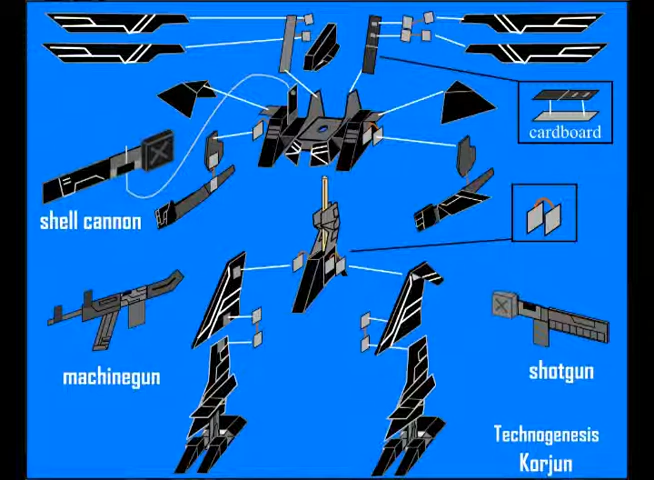 cardboard
shell cannon
machinegun
shotgun
Technogenesis
Korjun